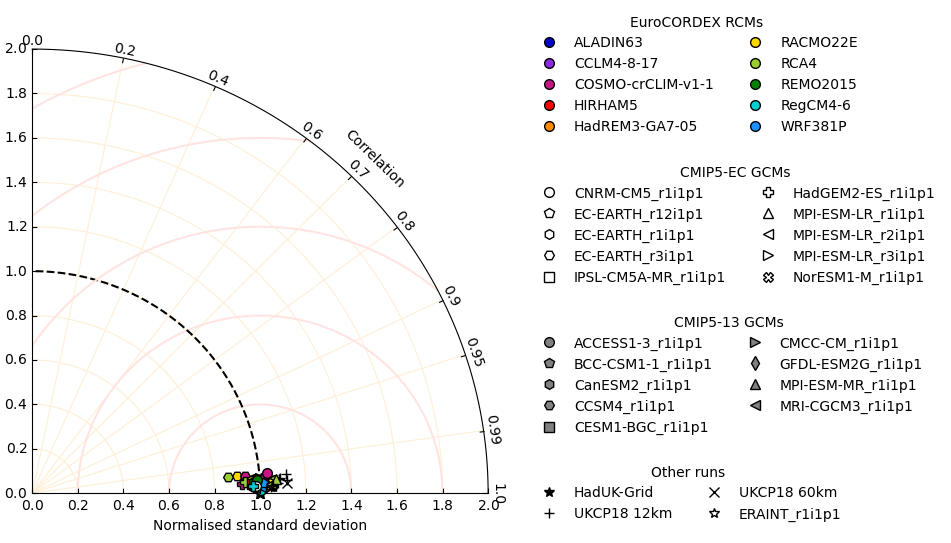 0.0
0.2
0.4
0.6
0.7
0.8
0.9
0.95
0.99
1.0
Correlation
2.0
1.8
1.6
1.4
1.2
1.0
0.8
0.6
0.4
0.2
0.0
0.0 0.2 0.4 0.6 0.8 1.0 1.2 1.4 1.6 1.8 2.0
Normalised standard deviation
EuroCORDEX RCMs
ALADIN63
CCLM4-8-17
COSMO-crCLIM-v1-1
HIRHAM5
HadREM3-GA7-05
RACMO22E
RCA4
REMO2015
RegCM4-6
WRF381P
CMIP5-EC GCMs
CNRM-CM5_r1i1p1
EC-EARTH_r12i1p1
EC-EARTH_r1i1p1
EC-EARTH_r3i1p1
IPSL-CM5A-MR_r1i1p1
HadGEM2-ES_r1i1p1
MPI-ESM-LR_r1i1p1
MPI-ESM-LR_r2i1p1
MPI-ESM-LR_r3i1p1
NorESM1-M_r1i1p1
CMIP5-13 GCMs
ACCESS1-3_r1i1p1
BCC-CSM1-1_r1i1p1
CanESM2_r1i1p1
CCSM4_r1i1p1
CESM1-BGC_r1i1p1
CMCC-CM_r1i1p1
GFDL-ESM2G_r1i1p1
MPI-ESM-MR_r1i1p1
MRI-CGCM3_r1i1p1
Other runs
HadUK-Grid
UKCP18 12km
UKCP18 60km
ERAINT_r1i1p1